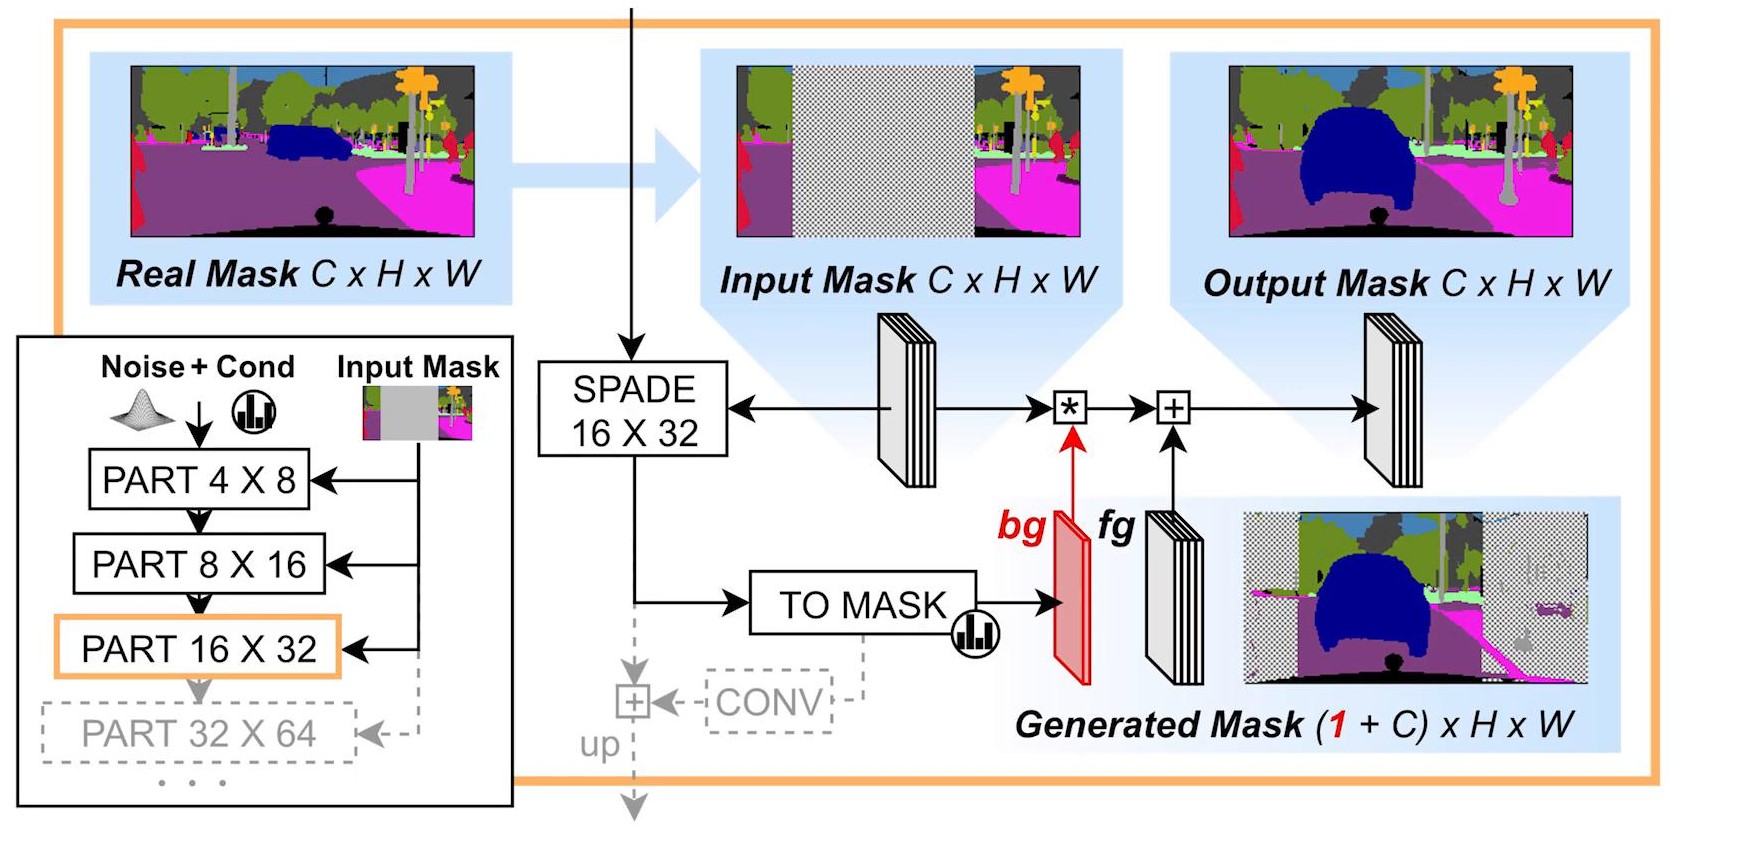 Real Mask C x H x W
Input Mask C x H x W
Output Mask C x H x W
Noise + Cond
Input Mask
PART 4 X 8
PART 8 X 16
PART 16 X 32
PART 32 X 64
. . .
SPADE
16 X 32
*
+
bg
fg
TO MASK
+
CONV
up
Generated Mask (1 + C) x H x W